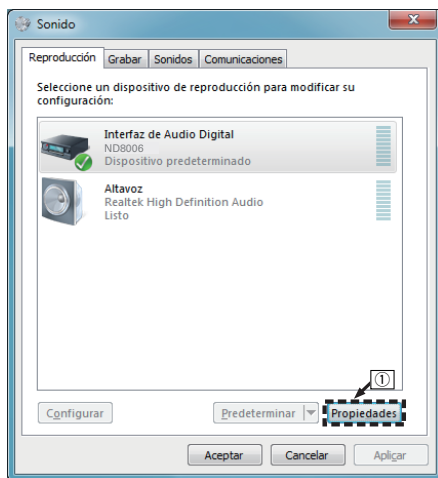 Sonido
Reproducción Grabar Sonidos Comunicaciones
Seleccione un dispositivo de reproducción para modificar su
configuración:
Interfaz de Audio Digital
ND8006
Dispositivo predeterminado
Altavoz
Realtek High Definition Audio
Listo
①
Configurar Predeterminar Propiedades
Aceptar Cancelar Aplicar